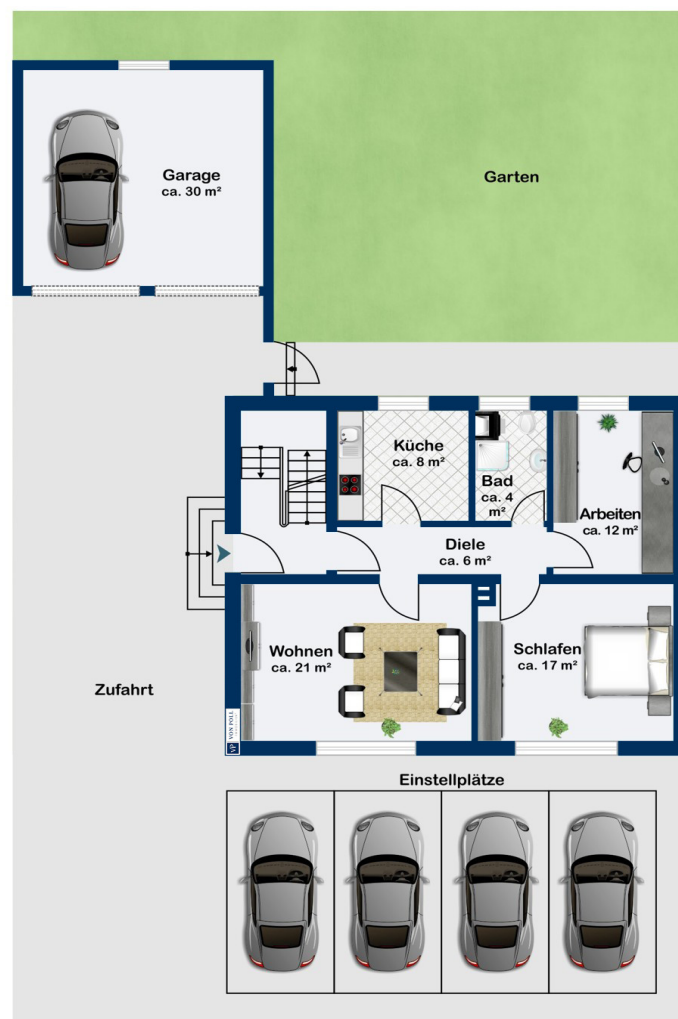 Garage
ca. 30 m²
Garten
Küche
ca. 8 m²
Bad
ca. 4
m²
Arbeiten
ca. 12 m²
Diele
ca. 6 m²
Wohnen
ca. 21 m²
Schlafen
ca. 17 m²
Zufahrt
VP VON POLL
Einstellplätze